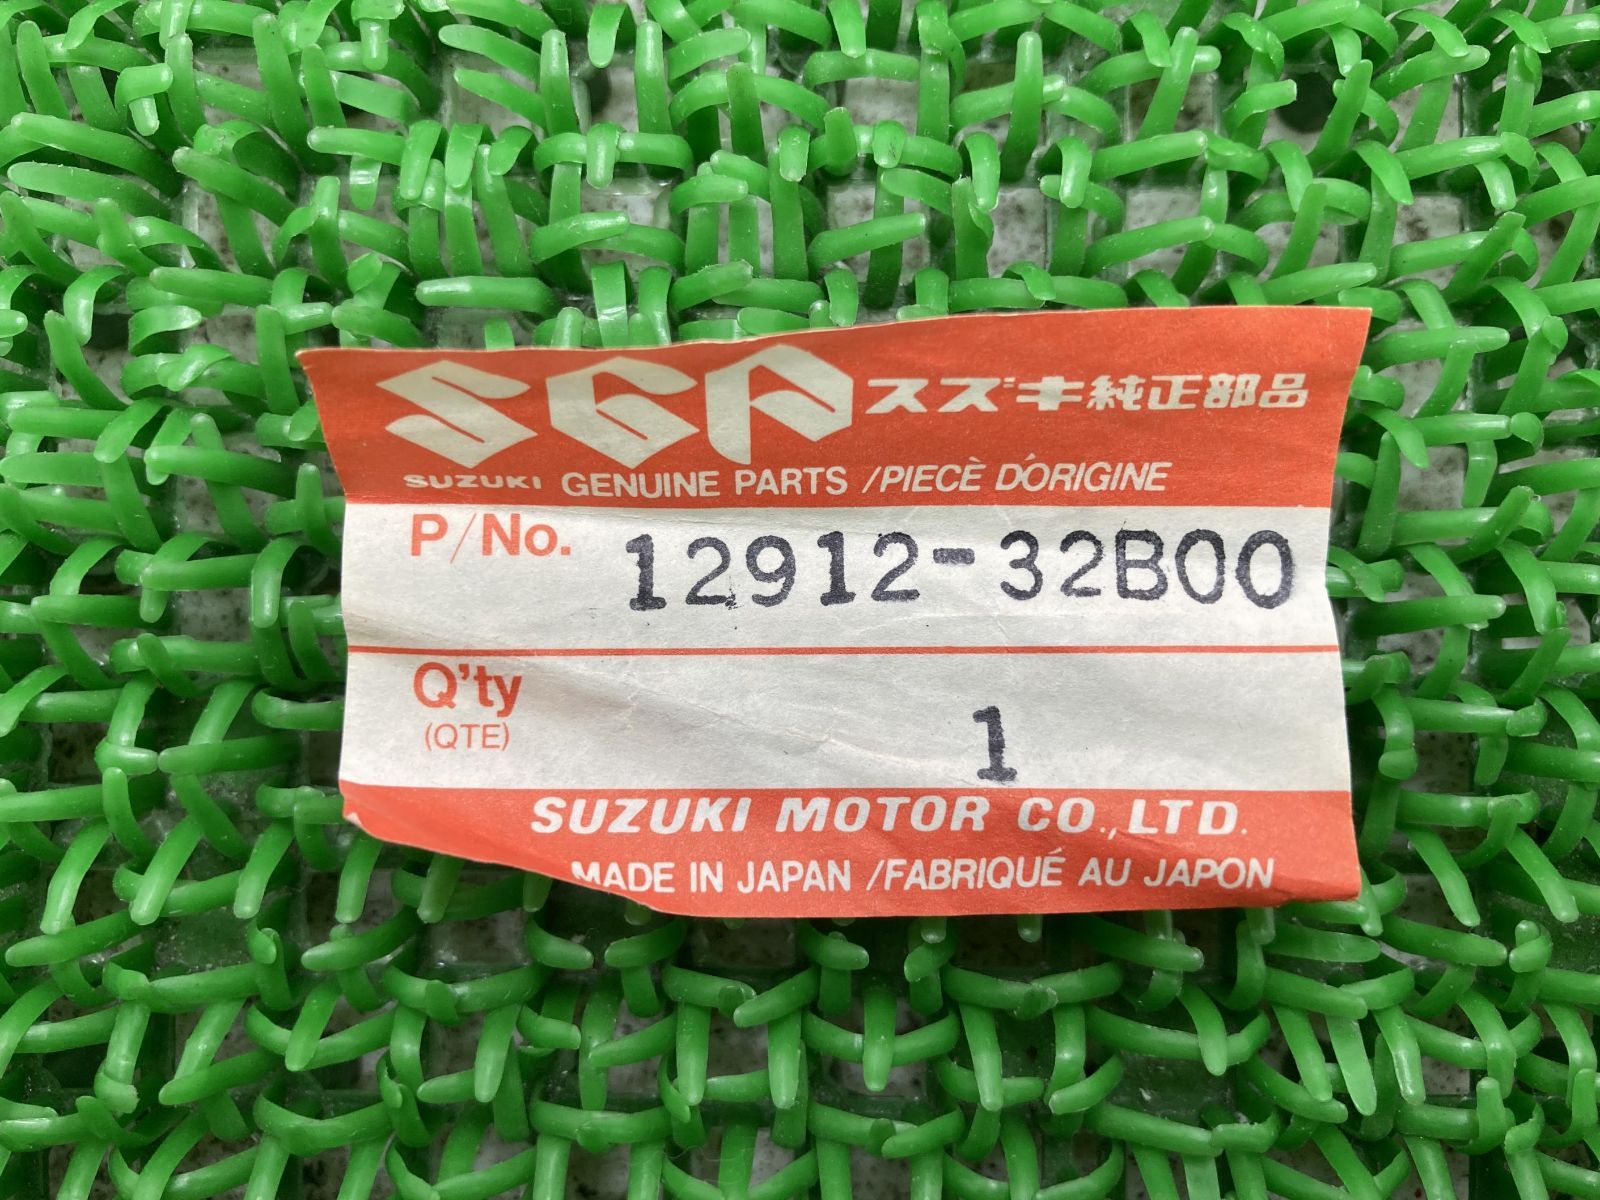 SGP スズキ純正部品
SUZUKI GENUINE PARTS /PIECÈ D'ORIGINE
P/No. 12912-32B00
Q'ty 1
(QTE)
SUZUKI MOTOR CO.,LTD.
MADE IN JAPAN /FABRIQUÉ AU JAPON